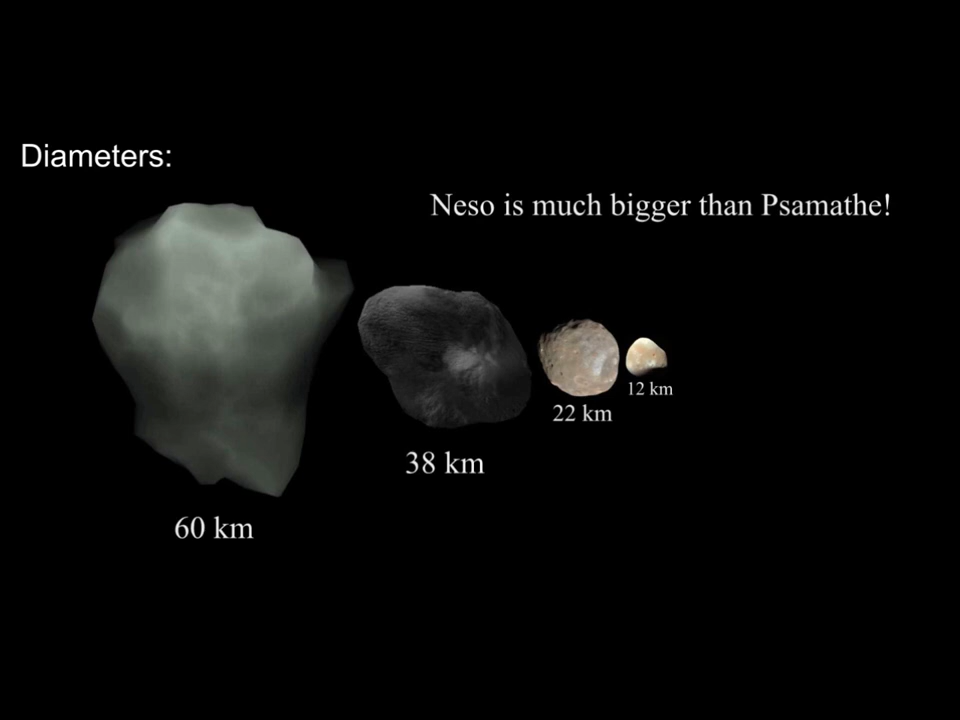 Diameters:
Neso is much bigger than Psamathe!
12 km
22 km
38 km
60 km